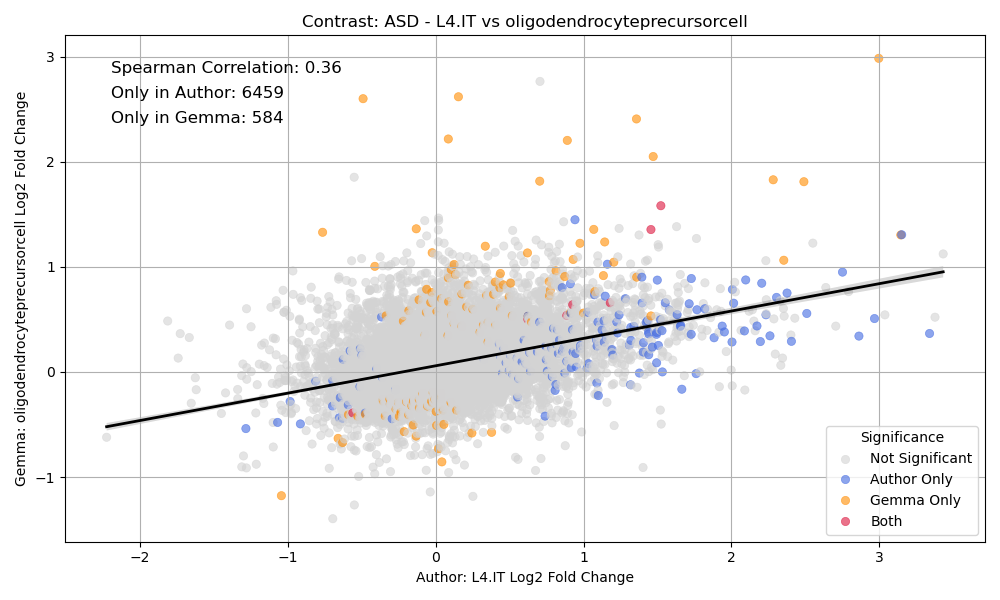 Contrast: ASD - L4.IT vs oligodendrocyteprecursorcell
Spearman Correlation: 0.36
Only in Author: 6459
Only in Gemma: 584
Gemma: oligodendrocyteprecursorcell Log2 Fold Change
3
2
1
0
−1
Significance
Not Significant
Author Only
Gemma Only
Both
−2 −1 0 1 2 3
Author: L4.IT Log2 Fold Change